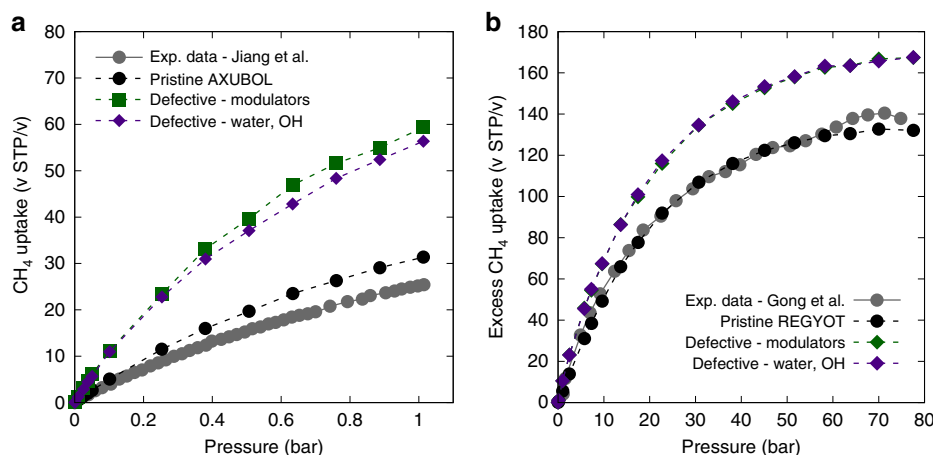 a
CH₄ uptake (v STP/v)
80
70
60
50
40
30
20
10
0
Exp. data - Jiang et al.
Pristine AXUBOL
Defective - modulators
Defective - water, OH
0 0.2 0.4 0.6 0.8 1
Pressure (bar)
b
Excess CH₄ uptake (v STP/v)
180
160
140
120
100
80
60
40
20
0
Exp. data - Gong et al.
Pristine REGYOT
Defective - modulators
Defective - water, OH
0 10 20 30 40 50 60 70 80
Pressure (bar)